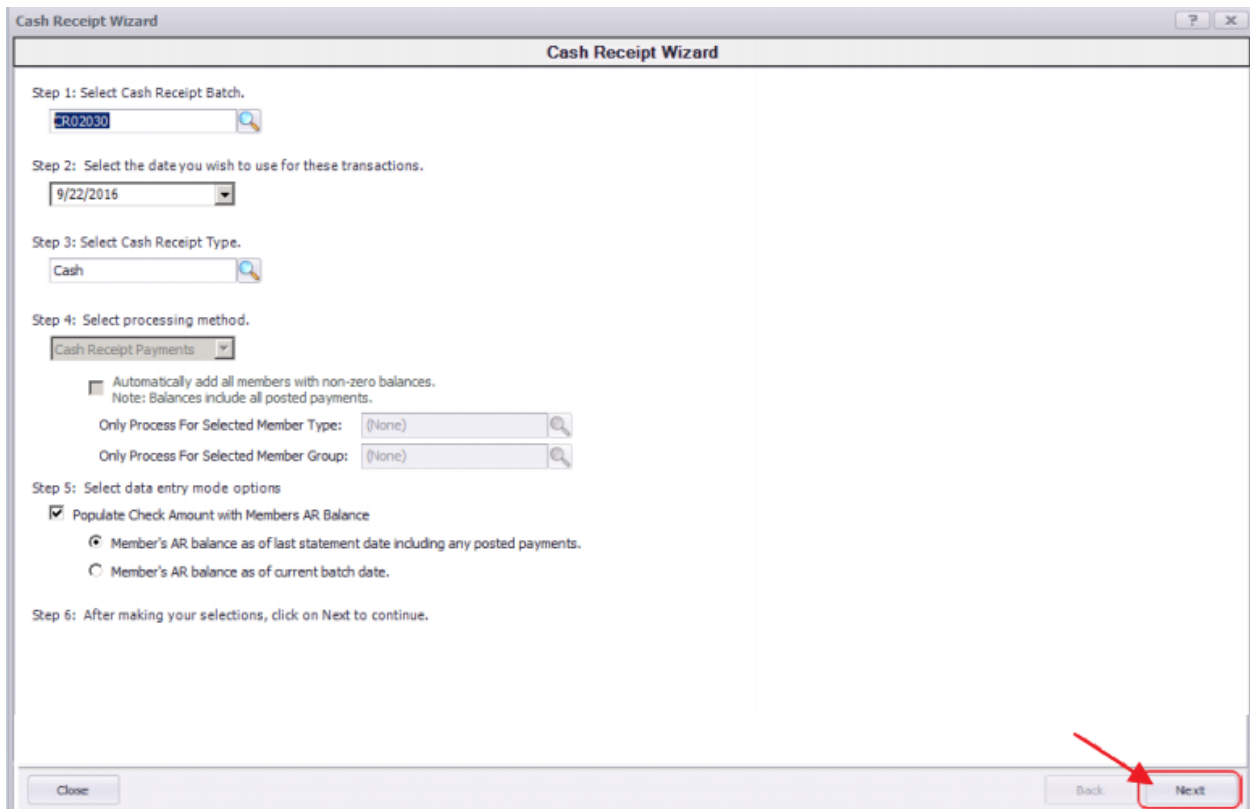 Cash Receipt Wizard
Cash Receipt Wizard
Step 1: Select Cash Receipt Batch.
CR02030
Step 2: Select the date you wish to use for these transactions.
9/22/2016
Step 3: Select Cash Receipt Type.
Cash
Step 4: Select processing method.
Cash Receipt Payments
Automatically add all members with non-zero balances.
Note: Balances include all posted payments.
Only Process For Selected Member Type: (None)
Only Process For Selected Member Group: (None)
Step 5: Select data entry mode options
Populate Check Amount with Members AR Balance
Member's AR balance as of last statement date including any posted payments.
Member's AR balance as of current batch date.
Step 6: After making your selections, click on Next to continue.
Close Back Next